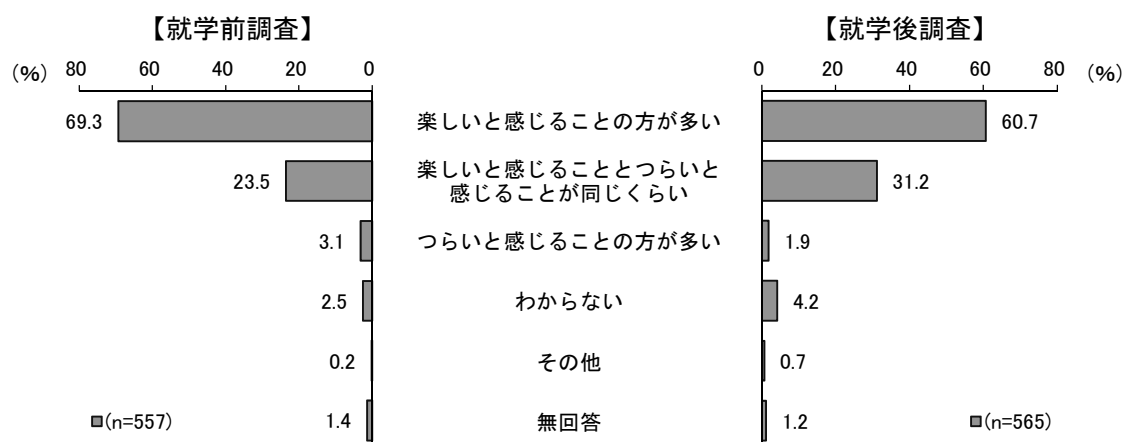 【就学前調査】 【就学後調査】
(%) 80 60 40 20 0 0 20 40 60 80 (%)
69.3 楽しいと感じることの方が多い 60.7
楽しいと感じることとつらいと
23.5 感じることが同じくらい 31.2
3.1 つらいと感じることの方が多い 1.9
2.5 わからない 4.2
0.2 その他 0.7
(n=557) 1.4 無回答 1.2 (n=565)